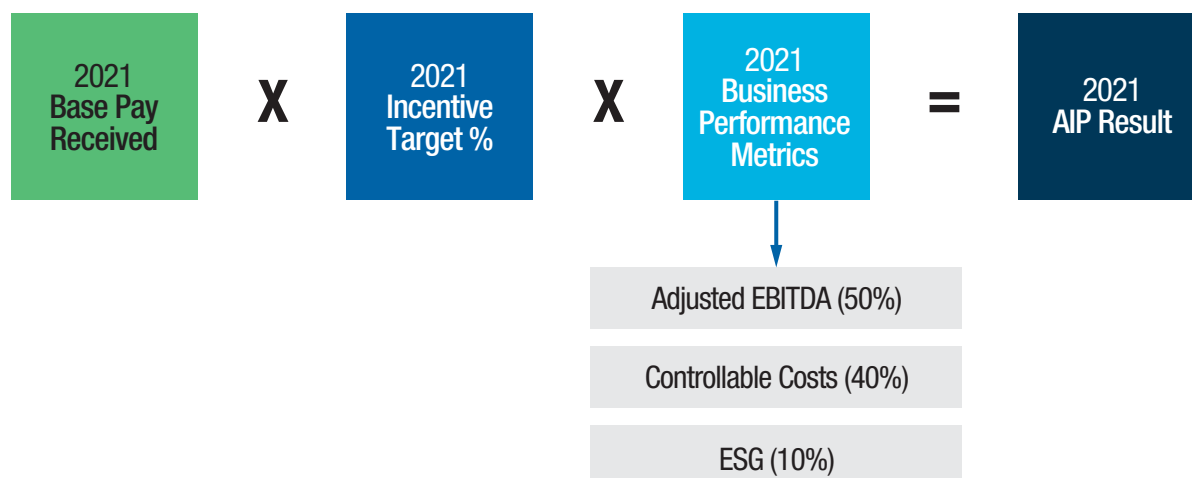 2021
Base Pay
Received
X
2021
Incentive
Target %
X
2021
Business
Performance
Metrics
=
2021
AIP Result
Adjusted EBITDA (50%)
Controllable Costs (40%)
ESG (10%)